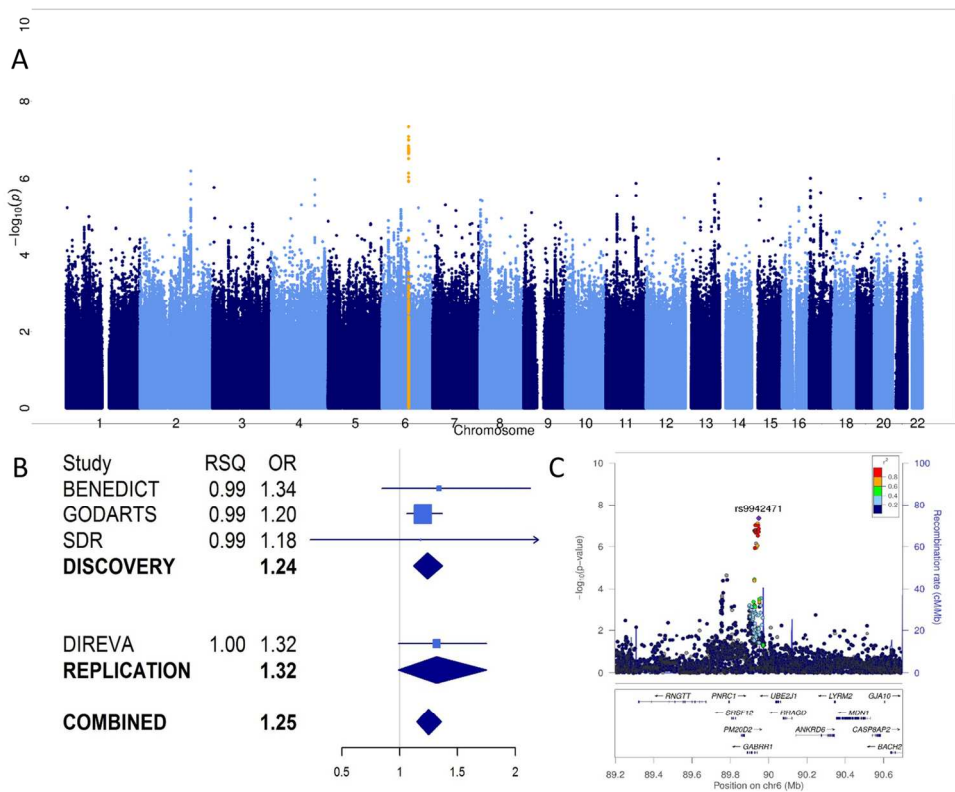 A
10
8
6
4
2
0
−log10(p)
1 2 3 4 5 6 7 8 9 10 11 12 13 14 15 16 18 20 22
Chromosome
B
Study RSQ OR
BENEDICT 0.99 1.34
GODARTS 0.99 1.20
SDR 0.99 1.18
DISCOVERY 1.24
DIREVA 1.00 1.32
REPLICATION 1.32
COMBINED 1.25
0.5 1 1.5 2
C
10
8
6
4
2
0
rs9942471
r²
0.8
0.6
0.4
0.2
100
80
60
40
20
0
Recombination rate (cM/Mb)
← RNGTT PNRC1 → ← UBE2J1 ← LYRM2 GJA10 →
← SRSF12 ← RRAGD ← MDN1
PM20D2 → ANKRD6 → CASP8AP2 →
← GABRR1 ← BACH2
89.2 89.4 89.6 89.8 90 90.2 90.4 90.6
Position on chr6 (Mb)